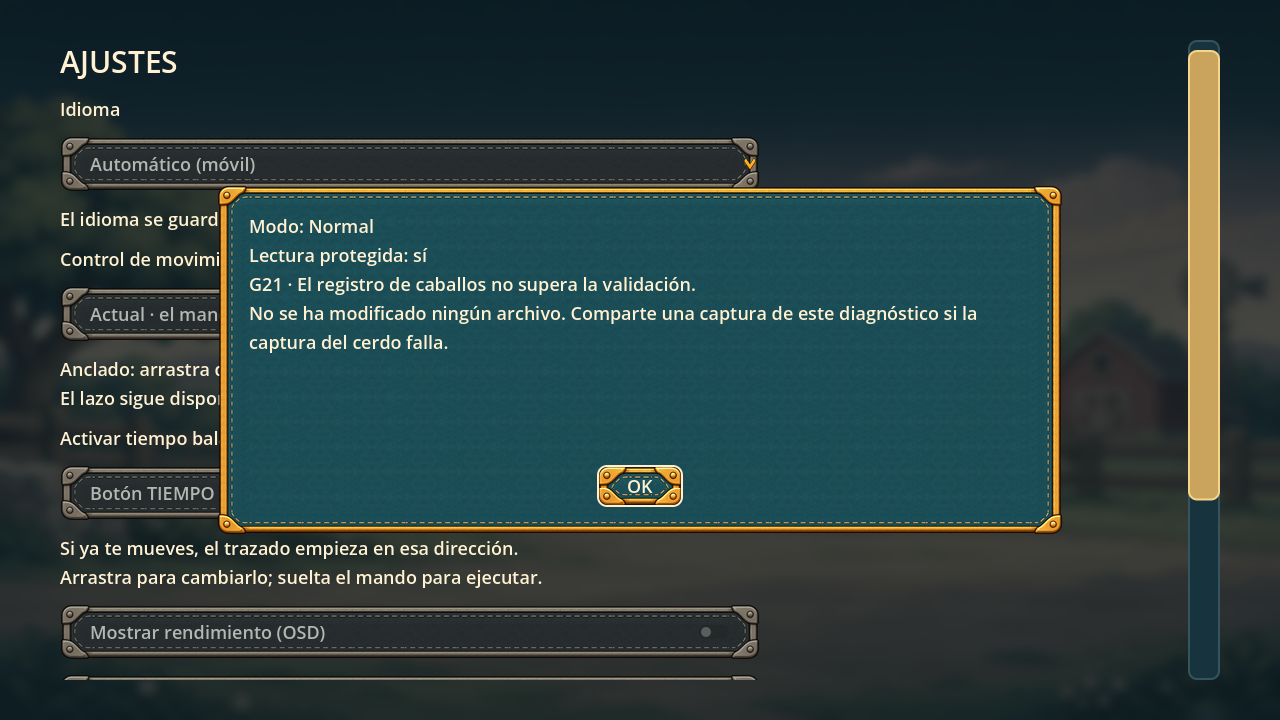 AJUSTES
Idioma
Automático (móvil)
El idioma se guard
Control de movimi
Actual · el man
Anclado: arrastra
El lazo sigue dispo
Activar tiempo bal
Botón TIEMPO
Modo: Normal
Lectura protegida: sí
G21 · El registro de caballos no supera la validación.
No se ha modificado ningún archivo. Comparte una captura de este diagnóstico si la
captura del cerdo falla.
OK
Si ya te mueves, el trazado empieza en esa dirección.
Arrastra para cambiarlo; suelta el mando para ejecutar.
Mostrar rendimiento (OSD)